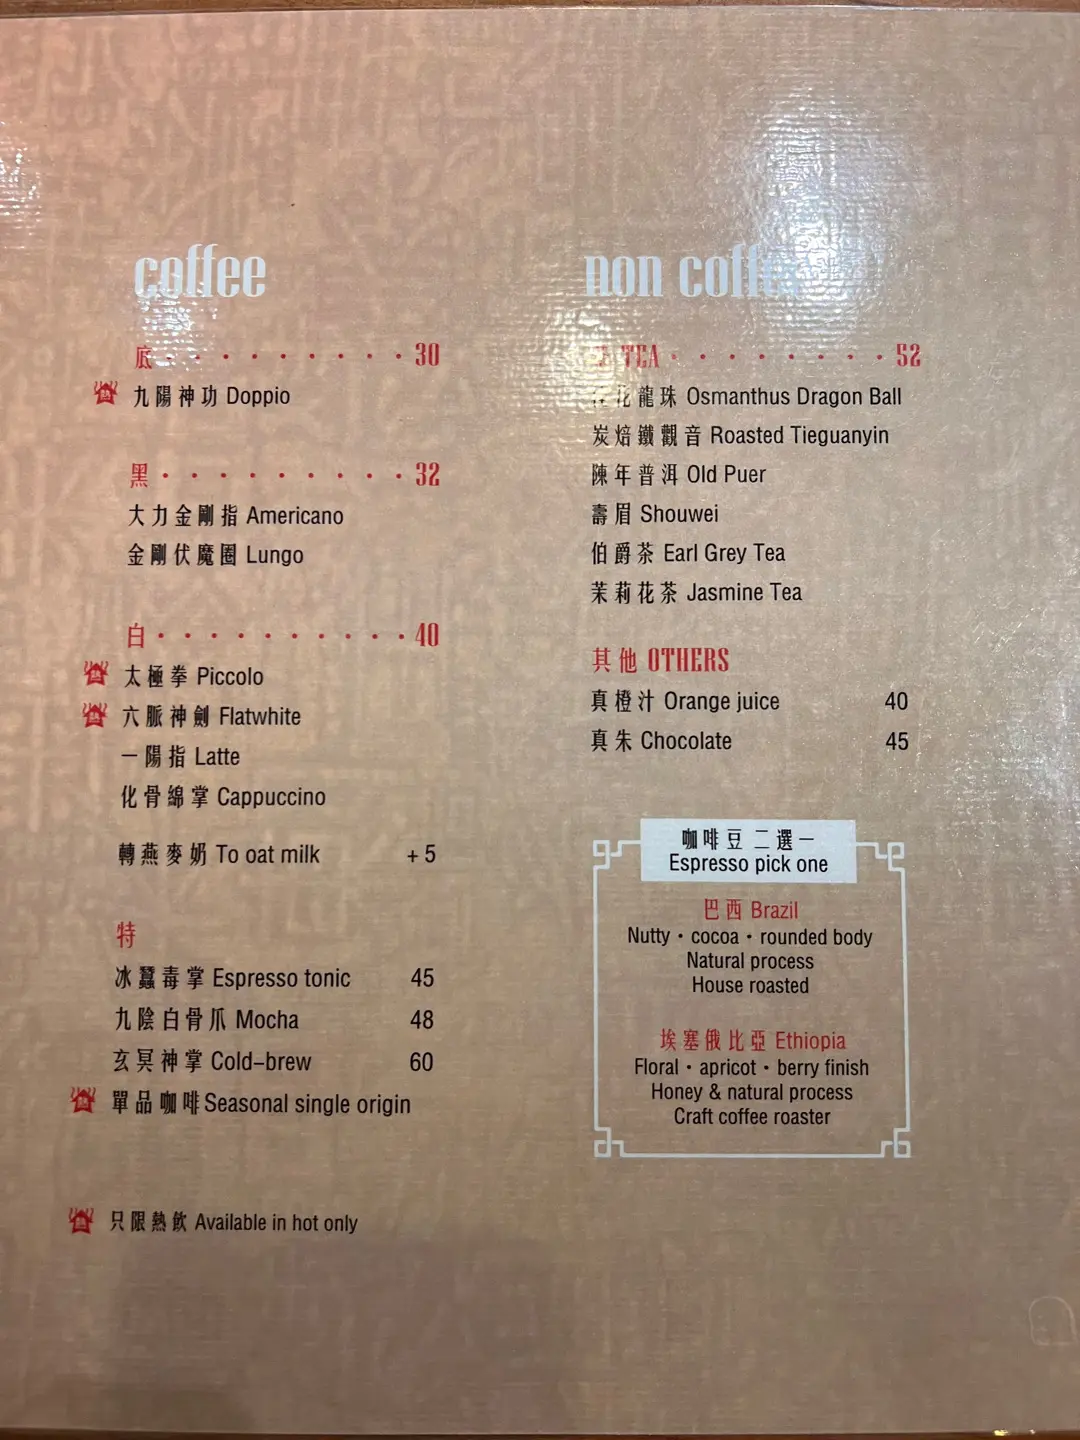 coffee
底 30
九陽神功 Doppio
黑 32
大力金剛指 Americano
金剛伏魔圈 Lungo
白 40
太極拳 Piccolo
六脈神劍 Flatwhite
一陽指 Latte
化骨綿掌 Cappuccino
轉燕麥奶 To oat milk +5
特
冰蠶毒掌 Espresso tonic 45
九陰白骨爪 Mocha 48
玄冥神掌 Cold-brew 60
單品咖啡 Seasonal single origin
熱 只限熱飲 Available in hot only
non coffee
TEA 52
花龍珠 Osmanthus Dragon Ball
炭焙鐵觀音 Roasted Tieguanyin
陳年普洱 Old Puer
壽眉 Shouwei
伯爵茶 Earl Grey Tea
茉莉花茶 Jasmine Tea
其他 OTHERS
真橙汁 Orange juice 40
真朱 Chocolate 45
咖啡豆 二選一
Espresso pick one
巴西 Brazil
Nutty・cocoa・rounded body
Natural process
House roasted
埃塞俄比亞 Ethiopia
Floral・apricot・berry finish
Honey & natural process
Craft coffee roaster